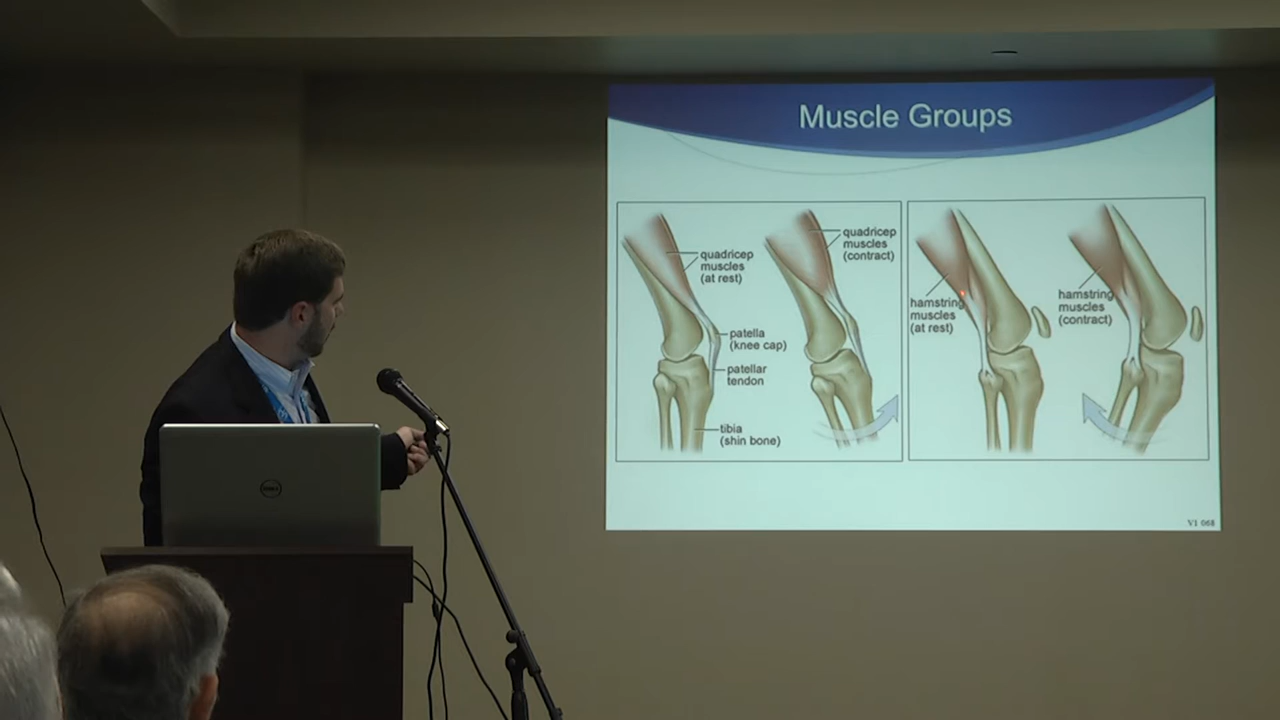 Muscle Groups
quadricep
muscles
(at rest)
patella
(knee cap)
patellar
tendon
tibia
(shin bone)
quadricep
muscles
(contract)
hamstring
muscles
(at rest)
hamstring
muscles
(contract)
V1 068
DELL